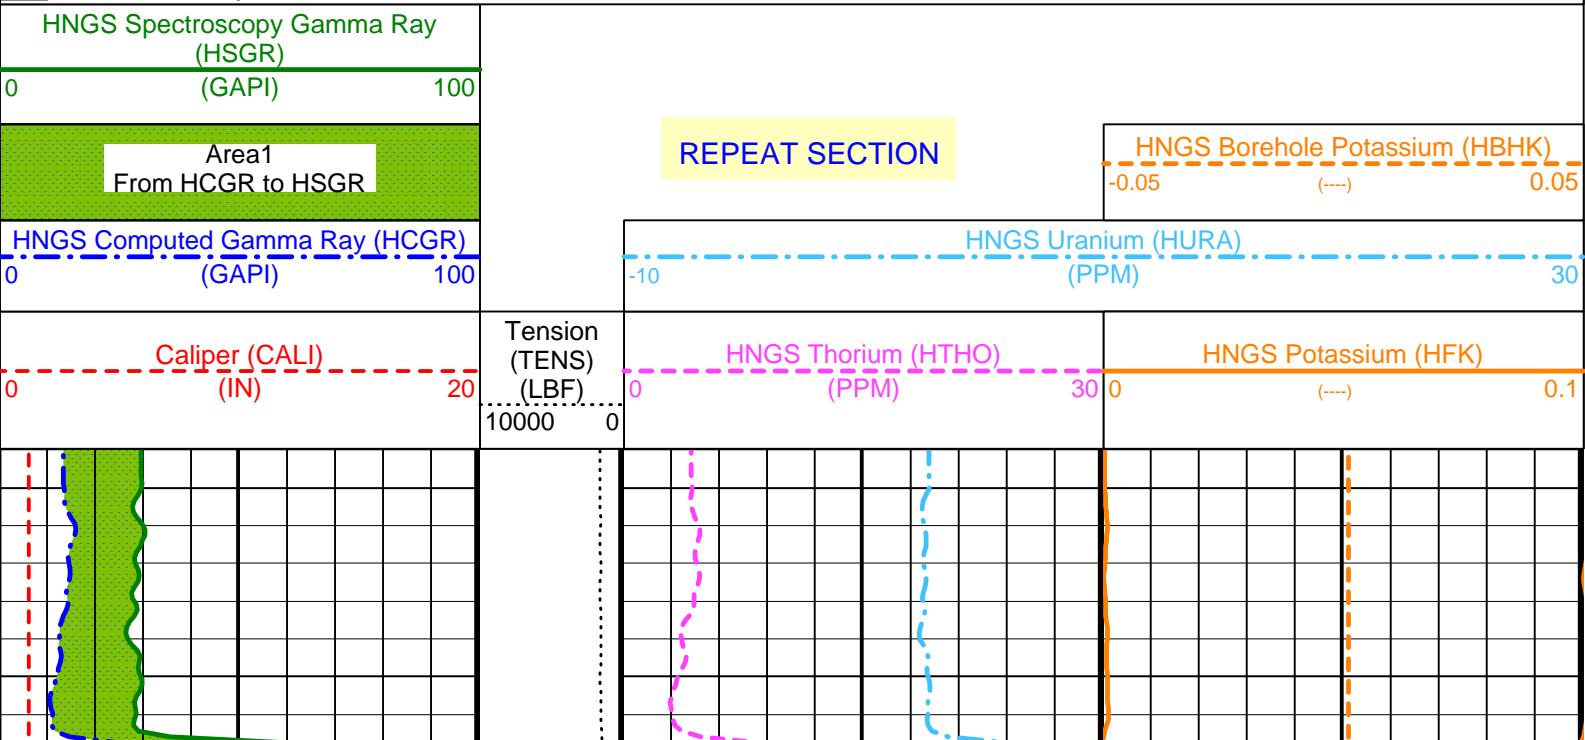 HNGS Spectroscopy Gamma Ray
(HSGR)
0 (GAPI) 100
Area1
From HCGR to HSGR
REPEAT SECTION
HNGS Borehole Potassium (HBHK)
-0.05 (----) 0.05
HNGS Computed Gamma Ray (HCGR)
0 (GAPI) 100
HNGS Uranium (HURA)
-10 (PPM) 30
Caliper (CALI)
0 (IN) 20
Tension
(TENS)
(LBF)
10000 0
HNGS Thorium (HTHO)
0 (PPM) 30
HNGS Potassium (HFK)
0 (----) 0.1